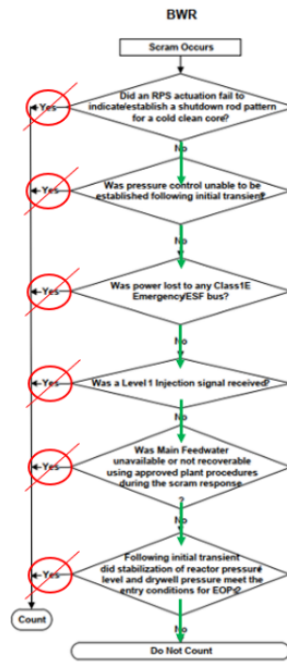 BWR
Scram Occurs
Did an RPS actuation fail to
indicate/establish a shutdown rod pattern
for a cold clean core?
Yes
No
Was pressure control unable to be
established following initial transient?
Yes
No
Was power lost to any Class1E
Emergency/ESF bus?
Yes
No
Was a Level 1 Injection signal received?
Yes
No
Was Main Feedwater
unavailable or not recoverable
using approved plant procedures
during the scram response
?
Yes
No
Following initial transient
did stabilization of reactor pressure
level and drywell pressure meet the
entry conditions for EOPs?
Yes
Count
No
Do Not Count